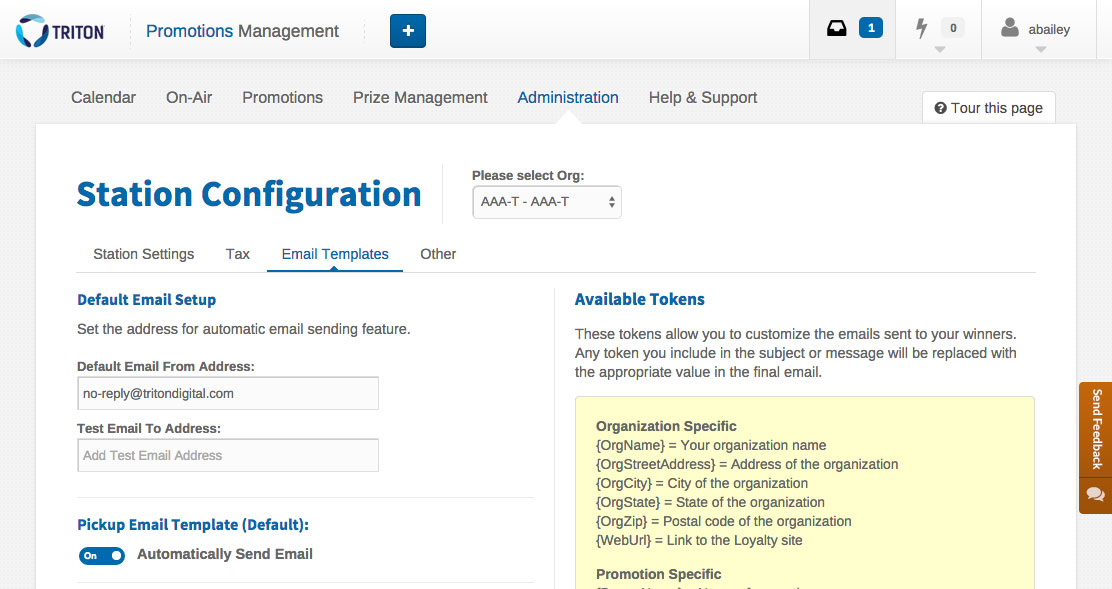 TRITON
Promotions Management
+
1
0
abailey
Calendar
On-Air
Promotions
Prize Management
Administration
Help & Support
Tour this page
Station Configuration
Please select Org:
AAA-T - AAA-T
Station Settings
Tax
Email Templates
Other
Default Email Setup
Set the address for automatic email sending feature.
Default Email From Address:
no-reply@tritondigital.com
Test Email To Address:
Add Test Email Address
Pickup Email Template (Default):
On
Automatically Send Email
Available Tokens
These tokens allow you to customize the emails sent to your winners.
Any token you include in the subject or message will be replaced with
the appropriate value in the final email.
Organization Specific
{OrgName} = Your organization name
{OrgStreetAddress} = Address of the organization
{OrgCity} = City of the organization
{OrgState} = State of the organization
{OrgZip} = Postal code of the organization
{WebUrl} = Link to the Loyalty site
Promotion Specific
Send Feedback